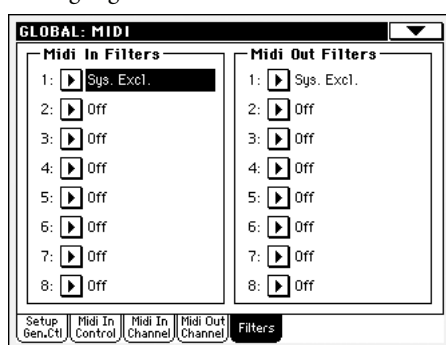 GLOBAL: MIDI
Midi In Filters
1: Sys. Excl.
2: Off
3: Off
4: Off
5: Off
6: Off
7: Off
8: Off
Midi Out Filters
1: Sys. Excl.
2: Off
3: Off
4: Off
5: Off
6: Off
7: Off
8: Off
Setup Gen.Ctl
Midi In Control
Midi In Channel
Midi Out Channel
Filters